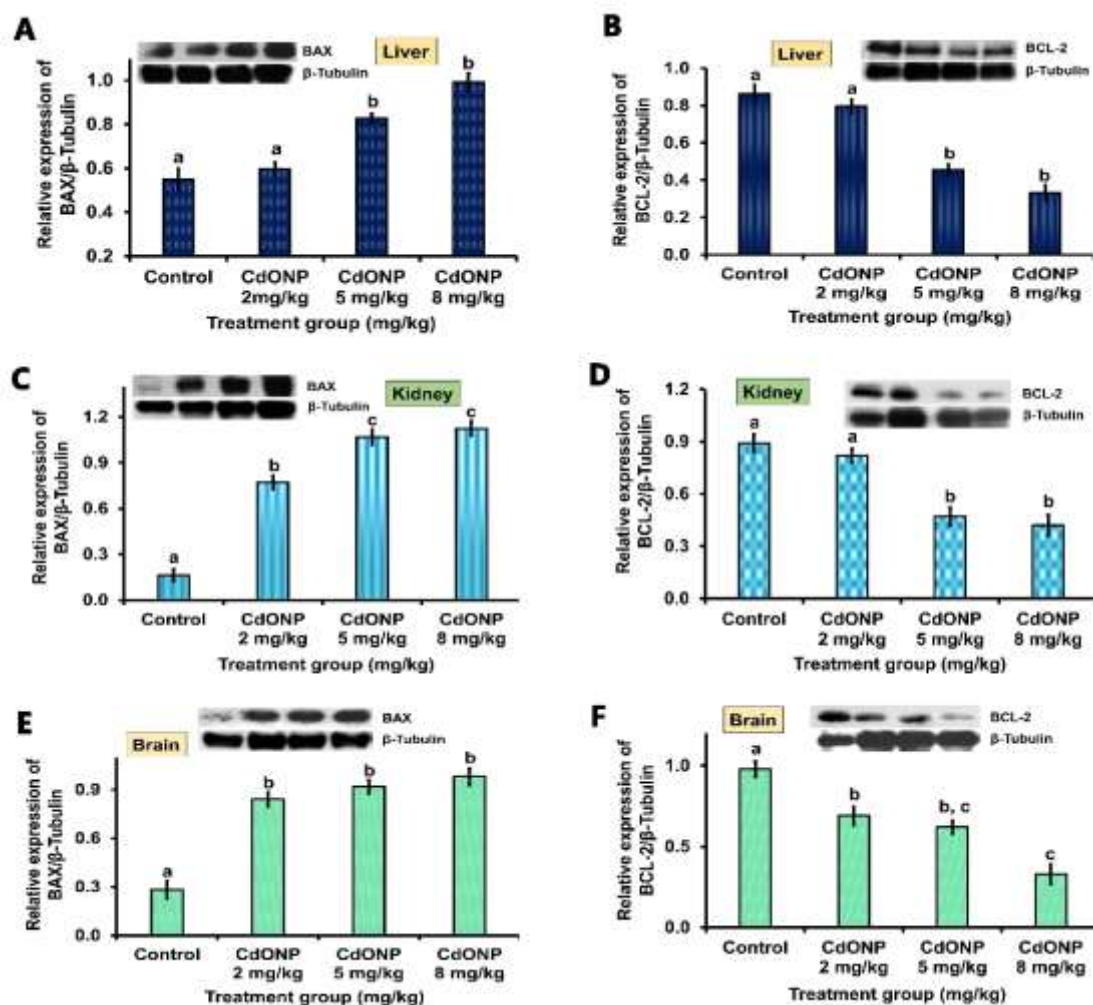 A
BAX
β-Tubulin
Liver
Relative expression of
BAX/β-Tubulin
1.0
0.8
0.6
0.4
0.2
a
a
b
b
Control
CdONP
2mg/kg
CdONP
5 mg/kg
CdONP
8 mg/kg
Treatment group (mg/kg)
B
Liver
BCL-2
β-Tubulin
Relative expression of
BCL-2/β-Tubulin
1.0
0.8
0.6
0.4
0.2
0.0
a
a
b
b
Control
CdONP
2 mg/kg
CdONP
5 mg/kg
CdONP
8 mg/kg
Treatment group (mg/kg)
C
BAX
β-Tubulin
Kidney
Relative expression of
BAX/β-Tubulin
1.2
0.9
0.6
0.3
0.0
a
b
c
c
Control
CdONP
2 mg/kg
CdONP
5 mg/kg
CdONP
8 mg/kg
Treatment group (mg/kg)
D
Kidney
BCL-2
β-Tubulin
Relative expression of
BCL-2/β-Tubulin
1.2
0.9
0.6
0.3
0.0
a
a
b
b
Control
CdONP
2 mg/kg
CdONP
5 mg/kg
CdONP
8 mg/kg
Treatment group (mg/kg)
E
Brain
BAX
β-Tubulin
Relative expression of
BAX/β-Tubulin
0.9
0.6
0.3
0.0
a
b
b
b
Control
CdONP
2 mg/kg
CdONP
5 mg/kg
CdONP
8 mg/kg
Treatment group (mg/kg)
F
Brain
BCL-2
β-Tubulin
Relative expression of
BCL-2/β-Tubulin
1.0
0.5
0.0
a
b
b, c
c
Control
CdONP
2 mg/kg
CdONP
5 mg/kg
CdONP
8 mg/kg
Treatment group (mg/kg)